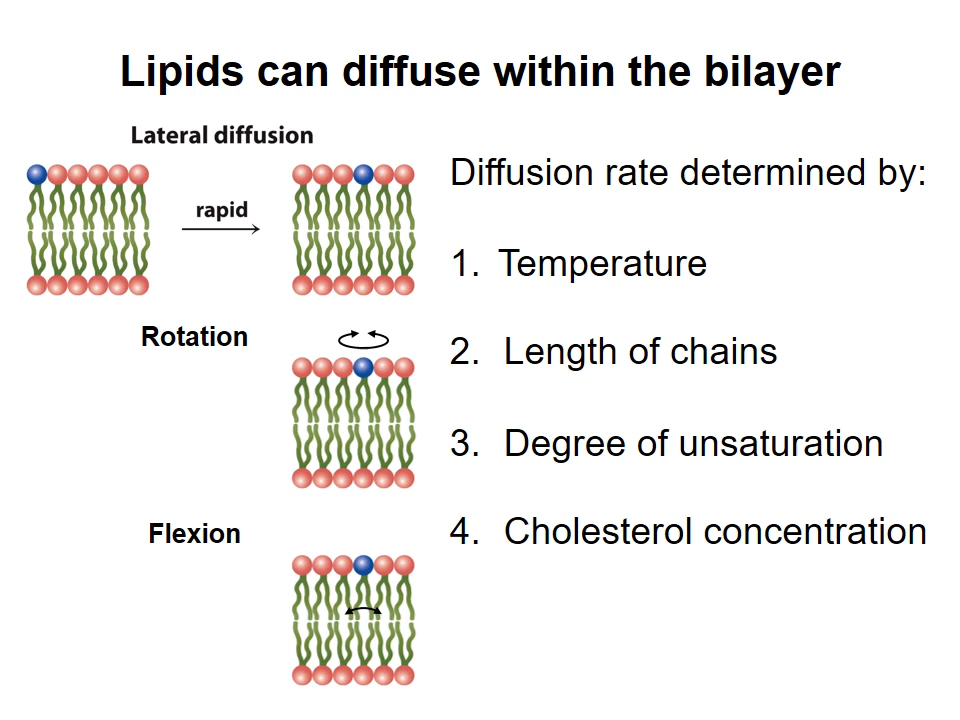 Lipids can diffuse within the bilayer
Lateral diffusion
rapid
Rotation
Flexion
Diffusion rate determined by:
1. Temperature
2. Length of chains
3. Degree of unsaturation
4. Cholesterol concentration